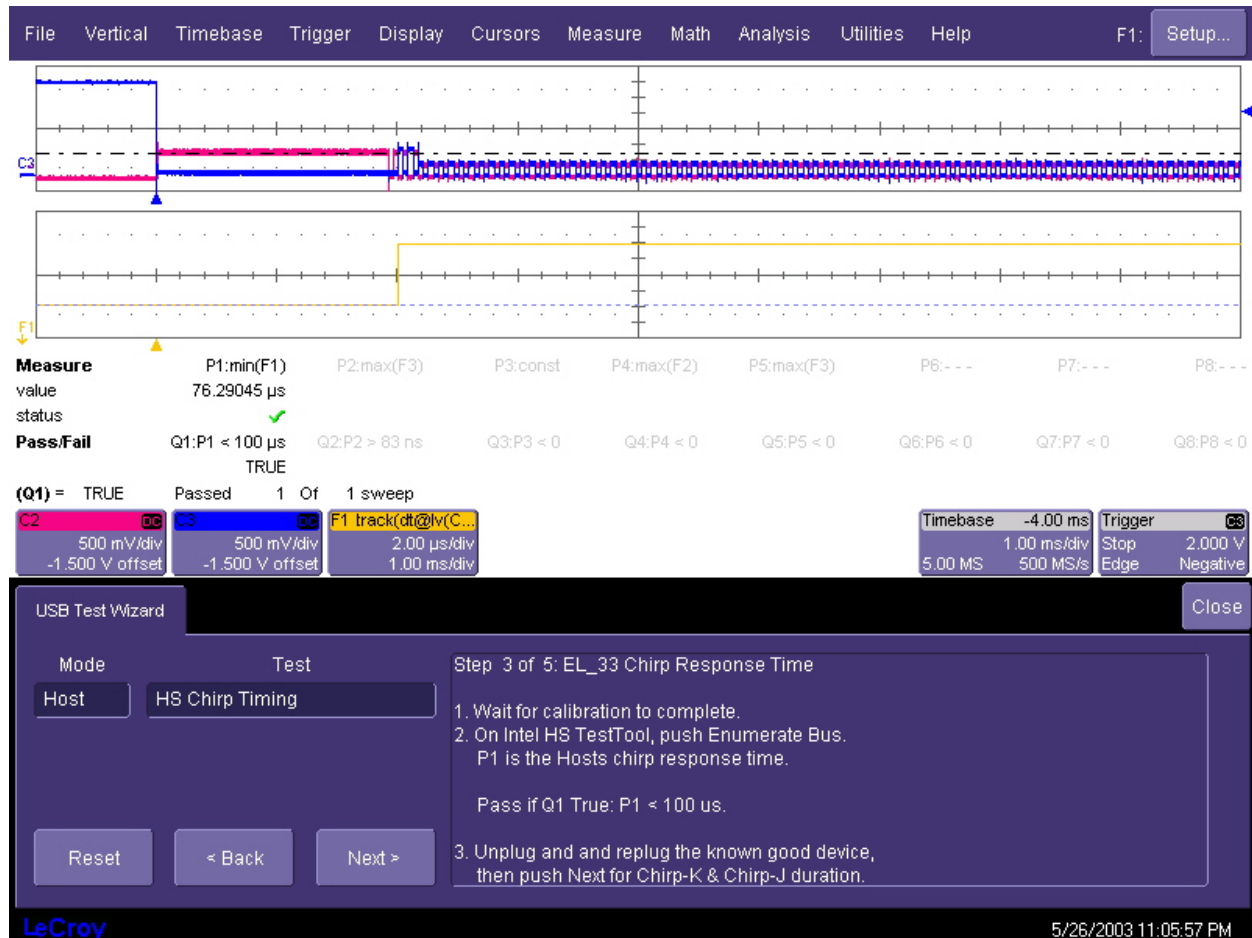 File Vertical Timebase Trigger Display Cursors Measure Math Analysis Utilities Help F1: Setup...
C3
F1
Measure P1:min(F1) P2:max(F3) P3:const P4:max(F2) P5:max(F3) P6:- - - P7:- - - P8:- - -
value 76.29045 µs
status
Pass/Fail Q1:P1 < 100 µs Q2:P2 > 83 ns Q3:P3 < 0 Q4:P4 < 0 Q5:P5 < 0 Q6:P6 < 0 Q7:P7 < 0 Q8:P8 < 0
TRUE
(Q1) = TRUE Passed 1 Of 1 sweep
C2 DC C3 DC F1 track(dt@lv(C... Timebase -4.00 ms Trigger C3
500 mV/div 500 mV/div 2.00 µs/div 1.00 ms/div Stop 2.000 V
-1.500 V offset -1.500 V offset 1.00 ms/div 5.00 MS 500 MS/s Edge Negative
USB Test Wizard Close
Mode Test
Host HS Chirp Timing
Step 3 of 5: EL_33 Chirp Response Time
1. Wait for calibration to complete.
2. On Intel HS TestTool, push Enumerate Bus.
P1 is the Hosts chirp response time.
Pass if Q1 True: P1 < 100 us.
3. Unplug and and replug the known good device,
then push Next for Chirp-K & Chirp-J duration.
Reset < Back Next >
LeCroy 5/26/2003 11:05:57 PM